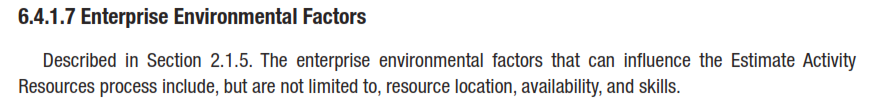 6.4.1.7 Enterprise Environmental Factors
Described in Section 2.1.5. The enterprise environmental factors that can influence the Estimate Activity
Resources process include, but are not limited to, resource location, availability, and skills.